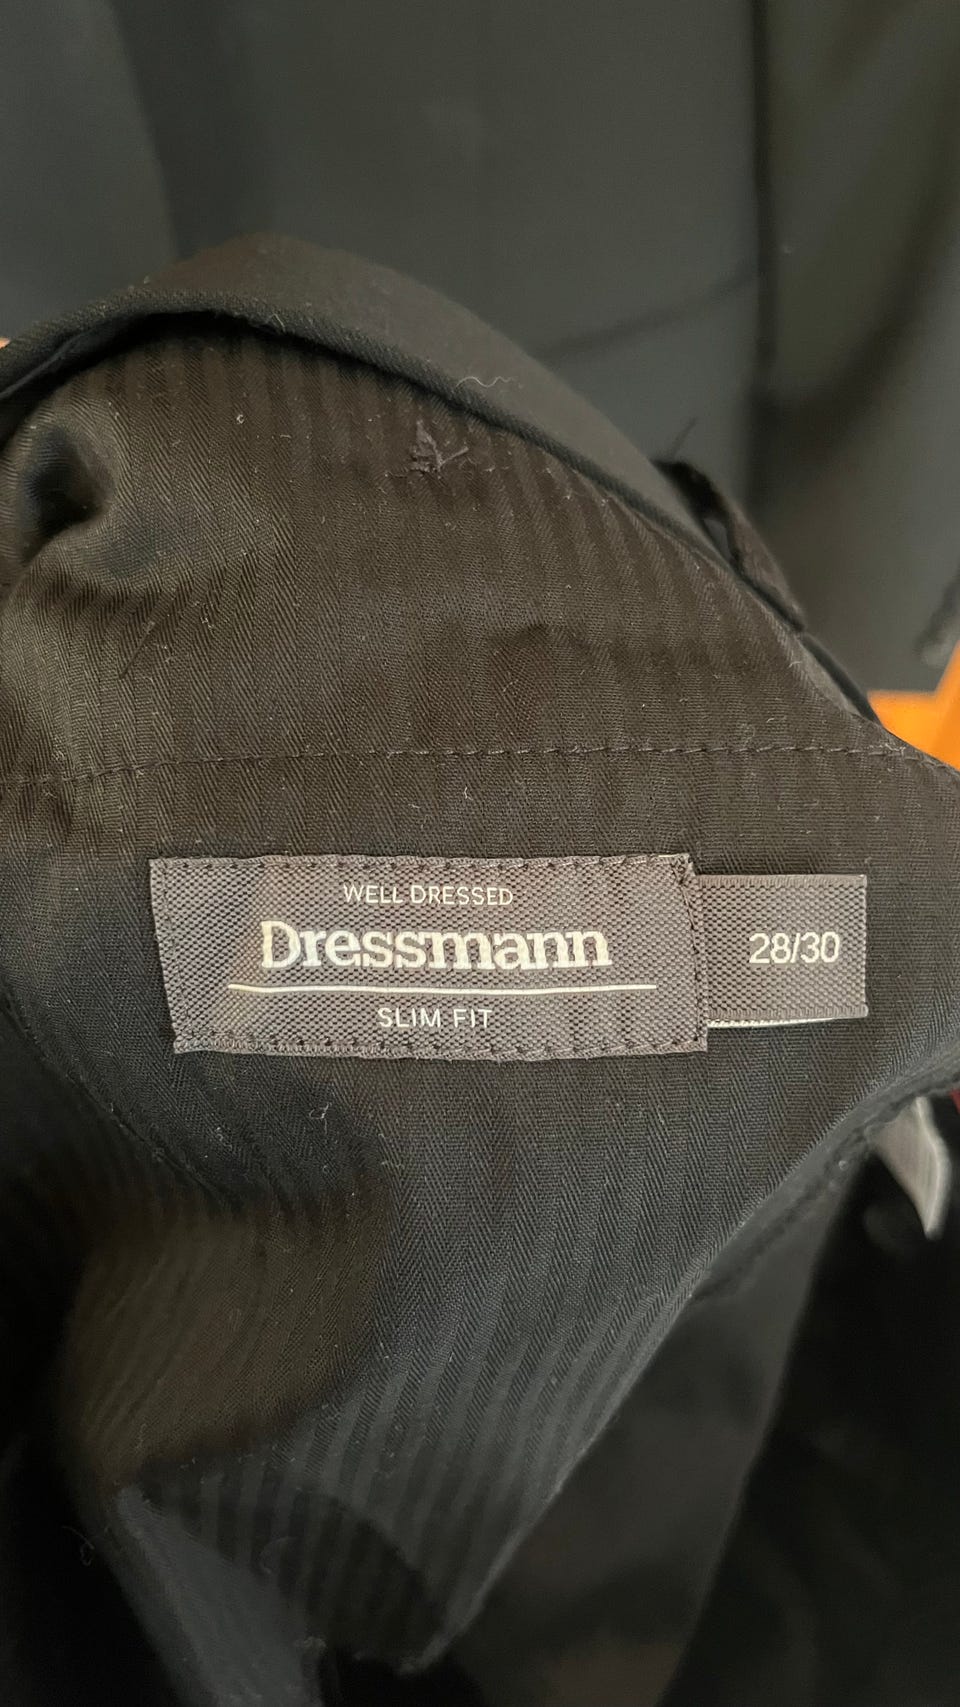 WELL DRESSED
Dressmann
SLIM FIT
28/30